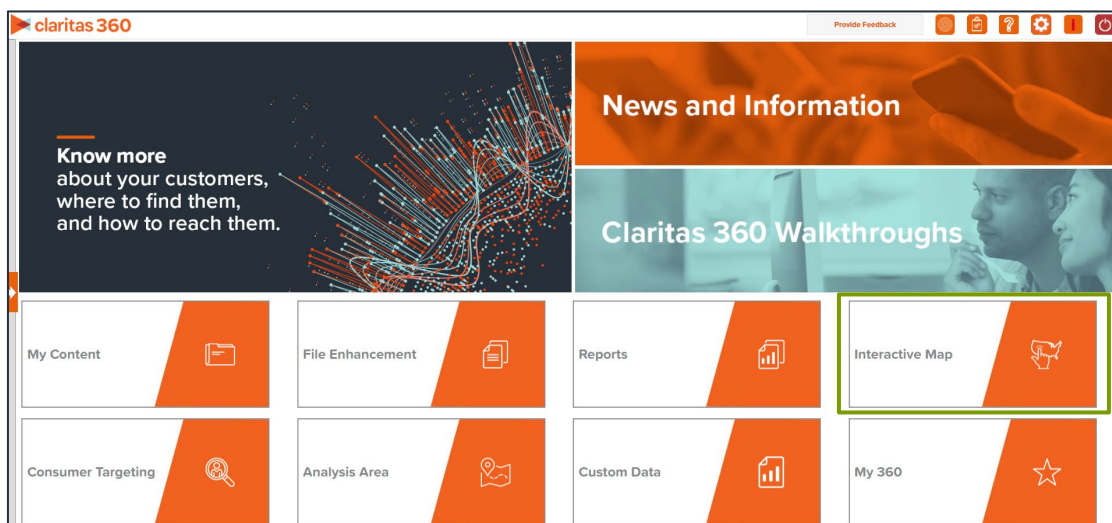 claritas 360
Provide Feedback
Know more
about your customers,
where to find them,
and how to reach them.
News and Information
Claritas 360 Walkthroughs
My Content
File Enhancement
Reports
Interactive Map
Consumer Targeting
Analysis Area
Custom Data
My 360